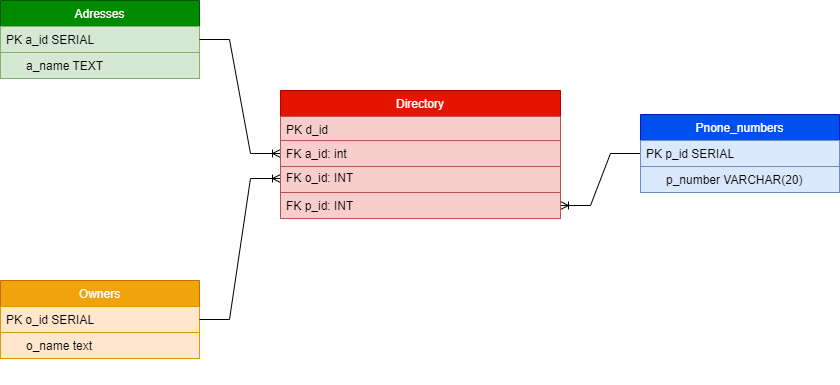 Adresses
PK a_id SERIAL
a_name TEXT
Directory
PK d_id
FK a_id: int
FK o_id: INT
FK p_id: INT
Pnone_numbers
PK p_id SERIAL
p_number VARCHAR(20)
Owners
PK o_id SERIAL
o_name text